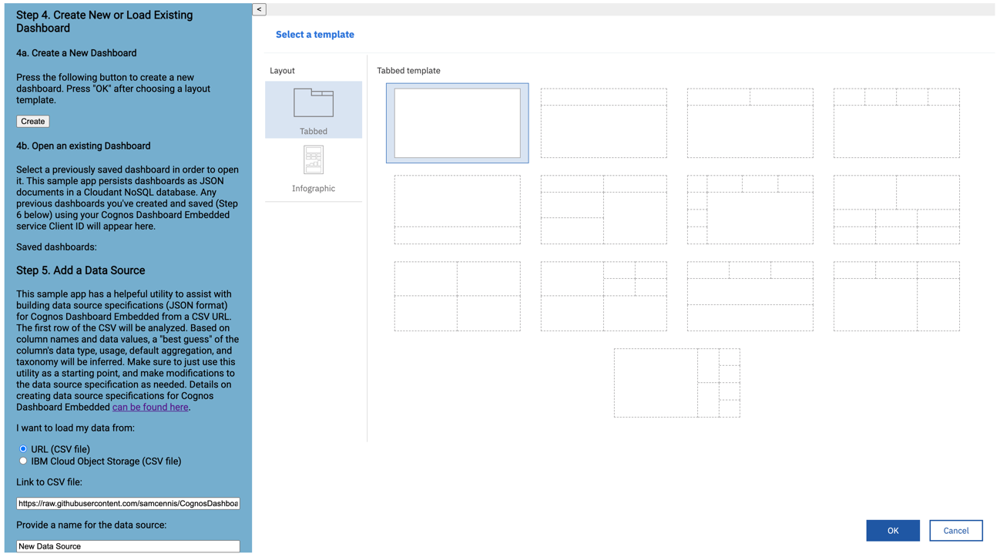 Step 4. Create New or Load Existing
Dashboard
4a. Create a New Dashboard
Press the following button to create a new
dashboard. Press "OK" after choosing a layout
template.
Create
4b. Open an existing Dashboard
Select a previously saved dashboard in order to open
it. This sample app persists dashboards as JSON
documents in a Cloudant NoSQL database. Any
previous dashboards you've created and saved (Step
6 below) using your Cognos Dashboard Embedded
service Client ID will appear here.
Saved dashboards:
Step 5. Add a Data Source
This sample app has a helpeful utility to assist with
building data source specifications (JSON format)
for Cognos Dashboard Embedded from a CSV URL.
The first row of the CSV will be analyzed. Based on
column names and data values, a "best guess" of the
column's data type, usage, default aggregation, and
taxonomy will be inferred. Make sure to just use this
utility as a starting point, and make modifications to
the data source specification as needed. Details on
creating data source specifications for Cognos
Dashboard Embedded can be found here.
I want to load my data from:
URL (CSV file)
IBM Cloud Object Storage (CSV file)
Link to CSV file:
https://raw.githubusercontent.com/samcennis/CognosDashboa
Provide a name for the data source:
New Data Source
<
Select a template
Layout
Tabbed
Infographic
Tabbed template
OK
Cancel